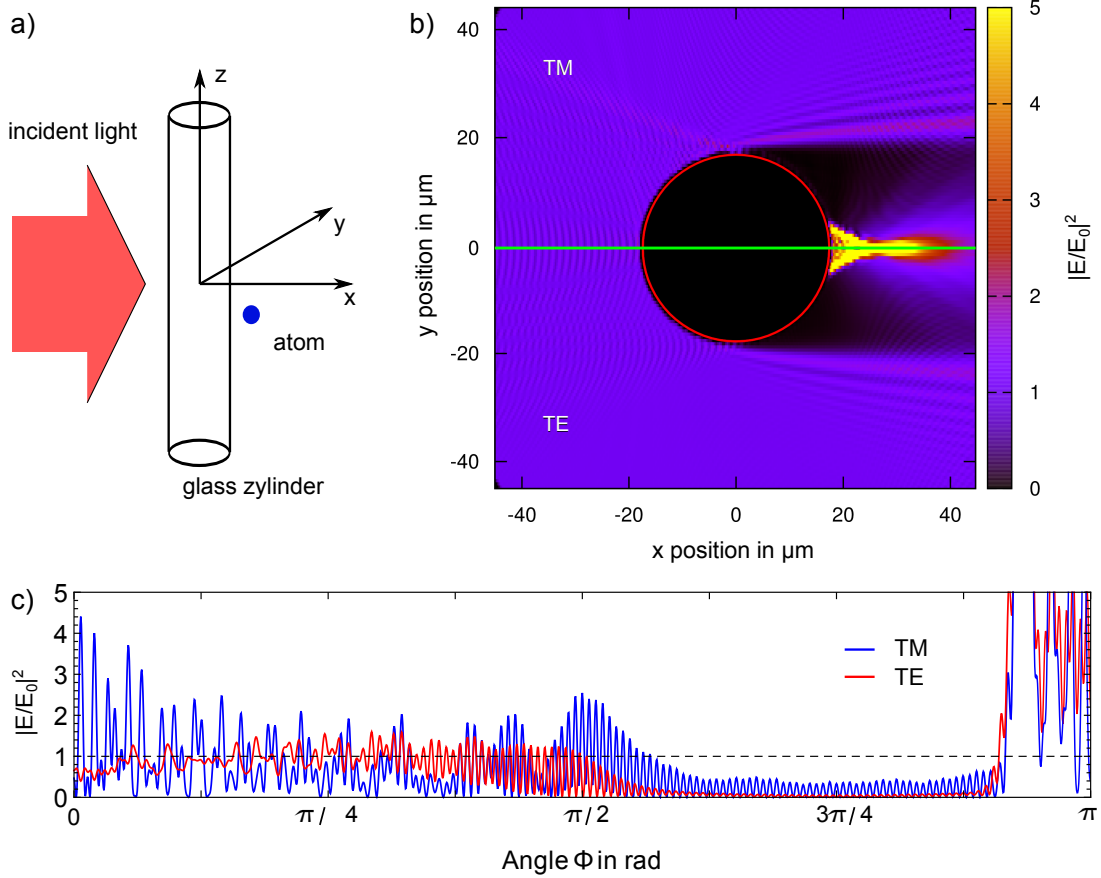 a)
z
incident light
y
x
atom
glass zylinder
b)
TM
TE
40
20
0
-20
-40
y position in µm
-40
-20
0
20
40
x position in µm
5
4
3
2
1
0
|E/E₀|²
c)
5
4
3
2
1
0
|E/E₀|²
TM
TE
0
π/ 4
π/2
3π/4
π
Angle Φ in rad